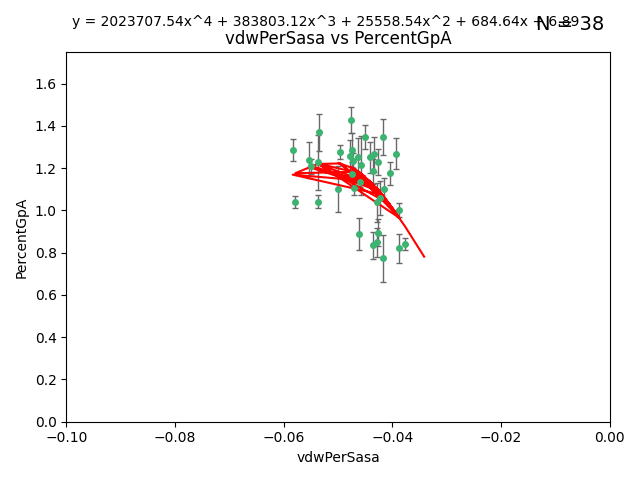 y = 2023707.54x^4 + 383803.12x^3 + 25558.54x^2 + 684.64x + 6.89
N = 38
vdwPerSasa vs PercentGpA
1.6
1.4
1.2
1.0
0.8
0.6
0.4
0.2
0.0
PercentGpA
−0.10 −0.08 −0.06 −0.04 −0.02 0.00
vdwPerSasa